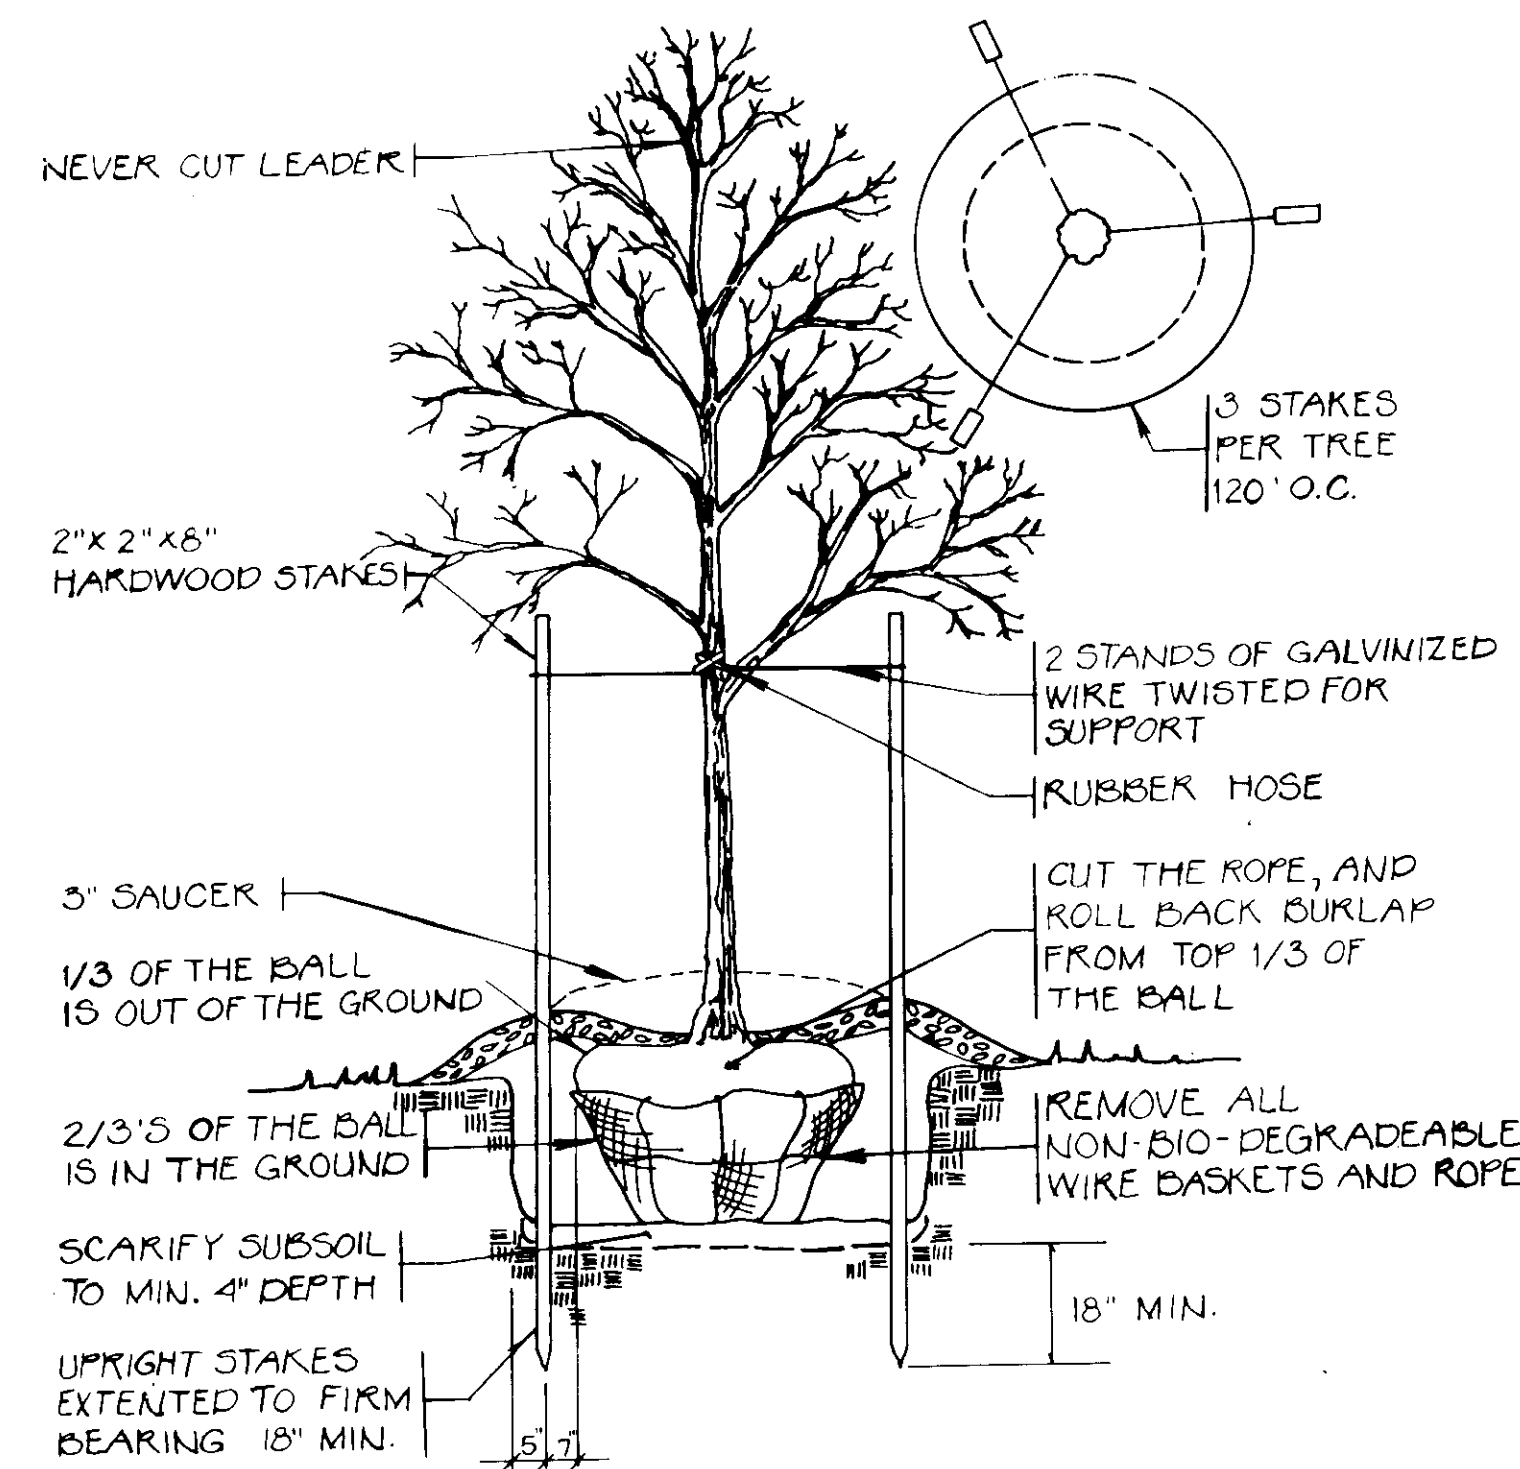 NEVER CUT LEADER
3 STAKES
PER TREE
120' O.C.
2"X 2"X8"
HARDWOOD STAKES
2 STANDS OF GALVINIZED
WIRE TWISTED FOR
SUPPORT
RUBBER HOSE
3" SAUCER
CUT THE ROPE, AND
ROLL BACK BURLAP
FROM TOP 1/3 OF
THE BALL
1/3 OF THE BALL
IS OUT OF THE GROUND
2/3'S OF THE BALL
IS IN THE GROUND
REMOVE ALL
NON-BIO-DEGRADEABLE
WIRE BASKETS AND ROPE
SCARIFY SUBSOIL
TO MIN. 4" DEPTH
18" MIN.
UPRIGHT STAKES
EXTENTED TO FIRM
BEARING 18" MIN.
5" 7"